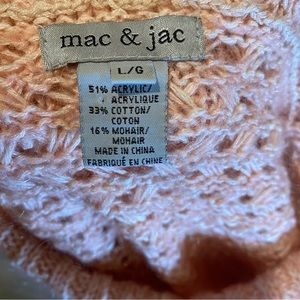 mac & jac
L/G
51% ACRYLIC/
ACRYLIQUE
33% COTTON/
COTON
16% MOHAIR/
MOHAIR
MADE IN CHINA
FABRIQUÉ EN CHINE